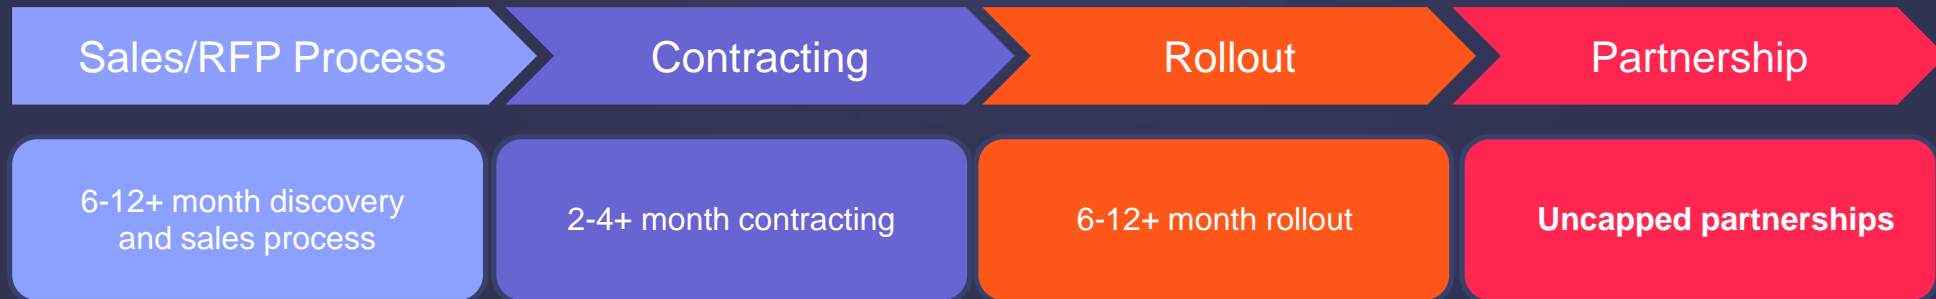 Sales/RFP Process
Contracting
Rollout
Partnership
6-12+ month discovery
and sales process
2-4+ month contracting
6-12+ month rollout
Uncapped partnerships